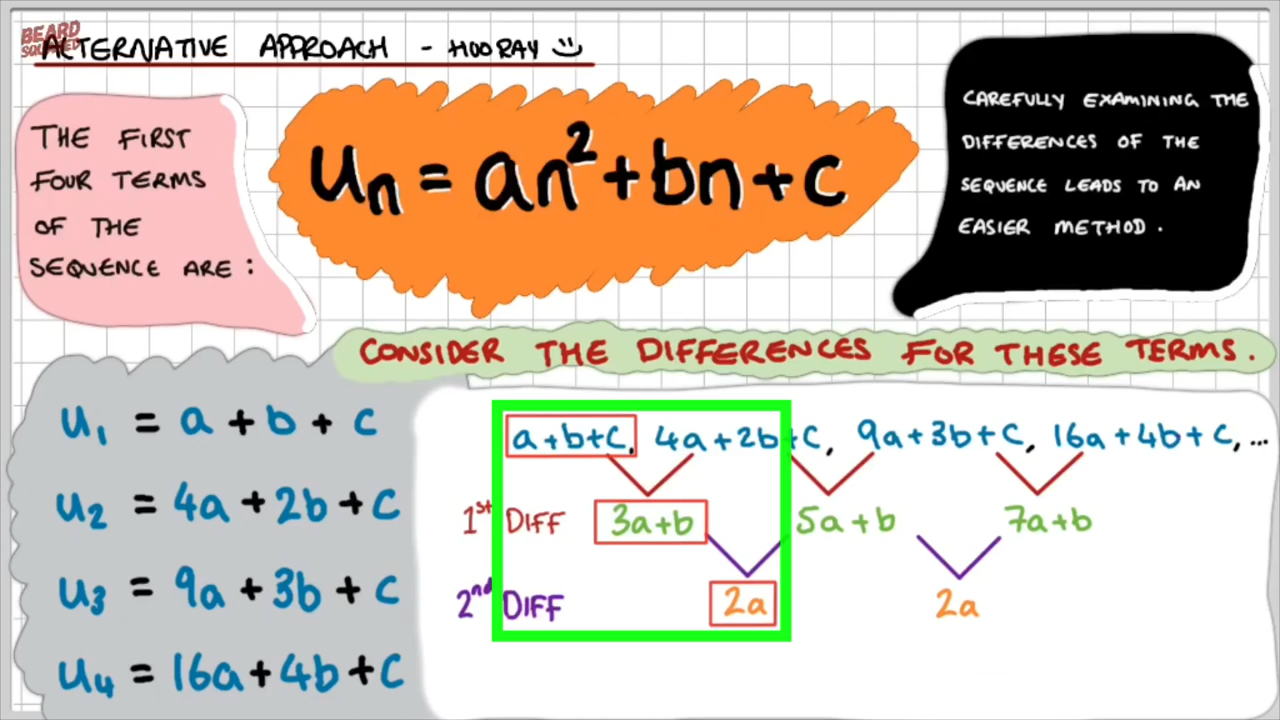 BEARD
SQUARED
ALTERNATIVE APPROACH - HOORAY
THE FIRST
FOUR TERMS
OF THE
SEQUENCE ARE:
uₙ = an² + bn + c
CAREFULLY EXAMINING THE
DIFFERENCES OF THE
SEQUENCE LEADS TO AN
EASIER METHOD.
CONSIDER THE DIFFERENCES FOR THESE TERMS.
u₁ = a + b + c
u₂ = 4a + 2b + c
u₃ = 9a + 3b + c
u₄ = 16a + 4b + c
a+b+c, 4a+2b+c, 9a+3b+c, 16a+4b+c, ...
1st DIFF 3a+b 5a+b 7a+b
2nd DIFF 2a 2a